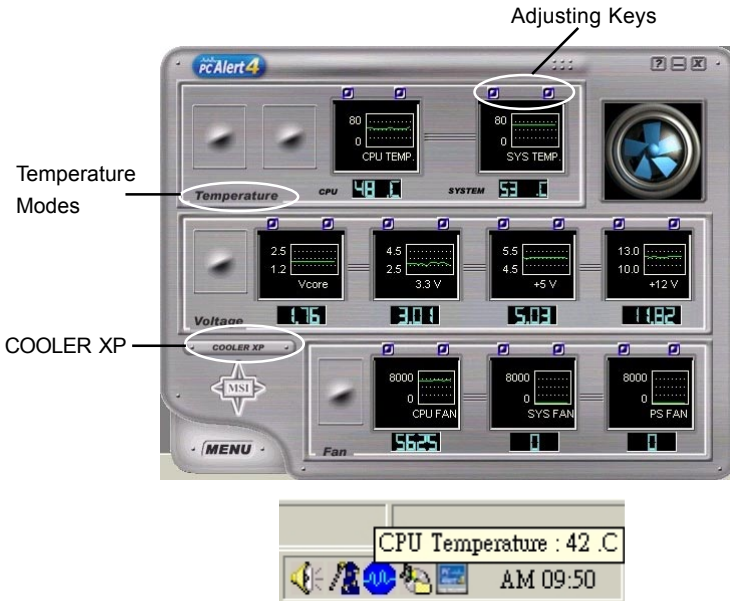 Adjusting Keys
PC Alert 4
80
0
CPU TEMP.
80
0
SYS TEMP.
Temperature Modes
Temperature
CPU 48 .C
SYSTEM 53 .C
2.5
1.2
Vcore
4.5
2.5
3.3 V
5.5
4.5
+5 V
13.0
10.0
+12 V
Voltage
1.76
3.01
5.03
11.82
COOLER XP
COOLER XP
MSI
8000
0
CPU FAN
8000
0
SYS FAN
8000
0
PS FAN
MENU
Fan
5625
0
0
CPU Temperature : 42 .C
AM 09:50